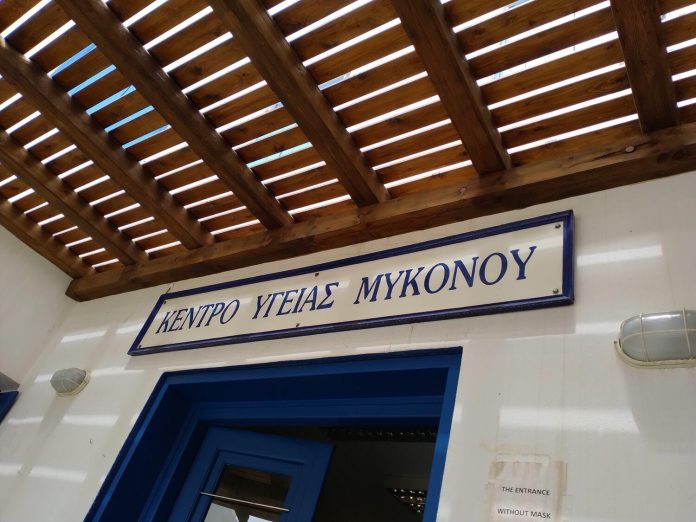 ΚΕΝΤΡΟ ΥΓΕΙΑΣ ΜΥΚΟΝΟΥ
THE ENTRANCE
WITHOUT MASK